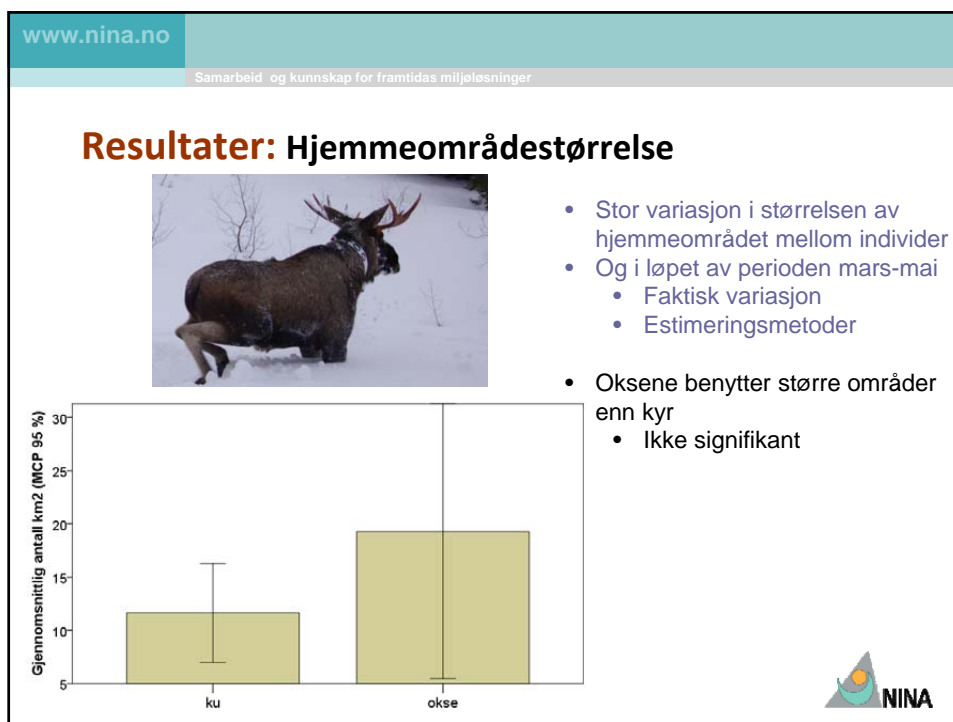 www.nina.no
Samarbeid og kunnskap for framtidas miljøløsninger
Resultater: Hjemmeområdestørrelse
• Stor variasjon i størrelsen av
hjemmeområdet mellom individer
• Og i løpet av perioden mars-mai
• Faktisk variasjon
• Estimeringsmetoder
• Oksene benytter større områder
enn kyr
• Ikke signifikant
Gjennomsnittlig antall km2 (MCP 95 %)
30
25
20
15
10
5
ku okse
NINA